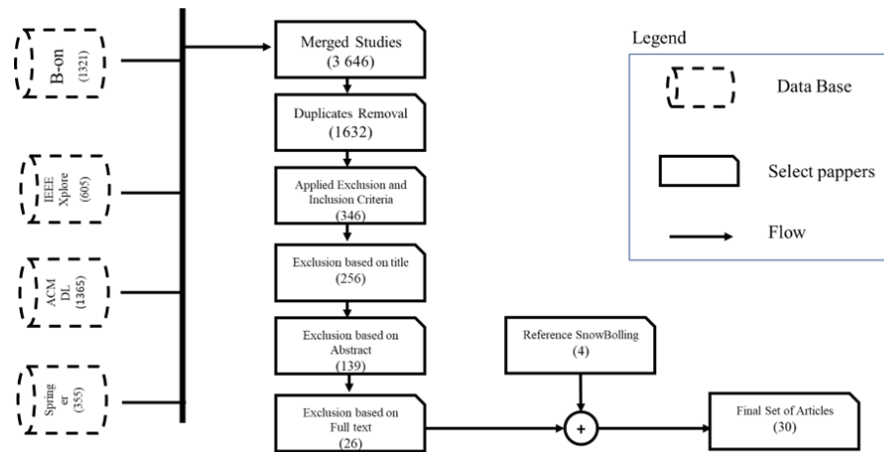 B-on
(1321)
IEEE
Xplore
(605)
ACM
DL
(1365)
Spring
er
(355)
Merged Studies
(3 646)
Duplicates Removal
(1632)
Applied Exclusion and
Inclusion Criteria
(346)
Exclusion based on title
(256)
Exclusion based on
Abstract
(139)
Exclusion based on
Full text
(26)
Reference SnowBolling
(4)
+
Final Set of Articles
(30)
Legend
Data Base
Select pappers
Flow